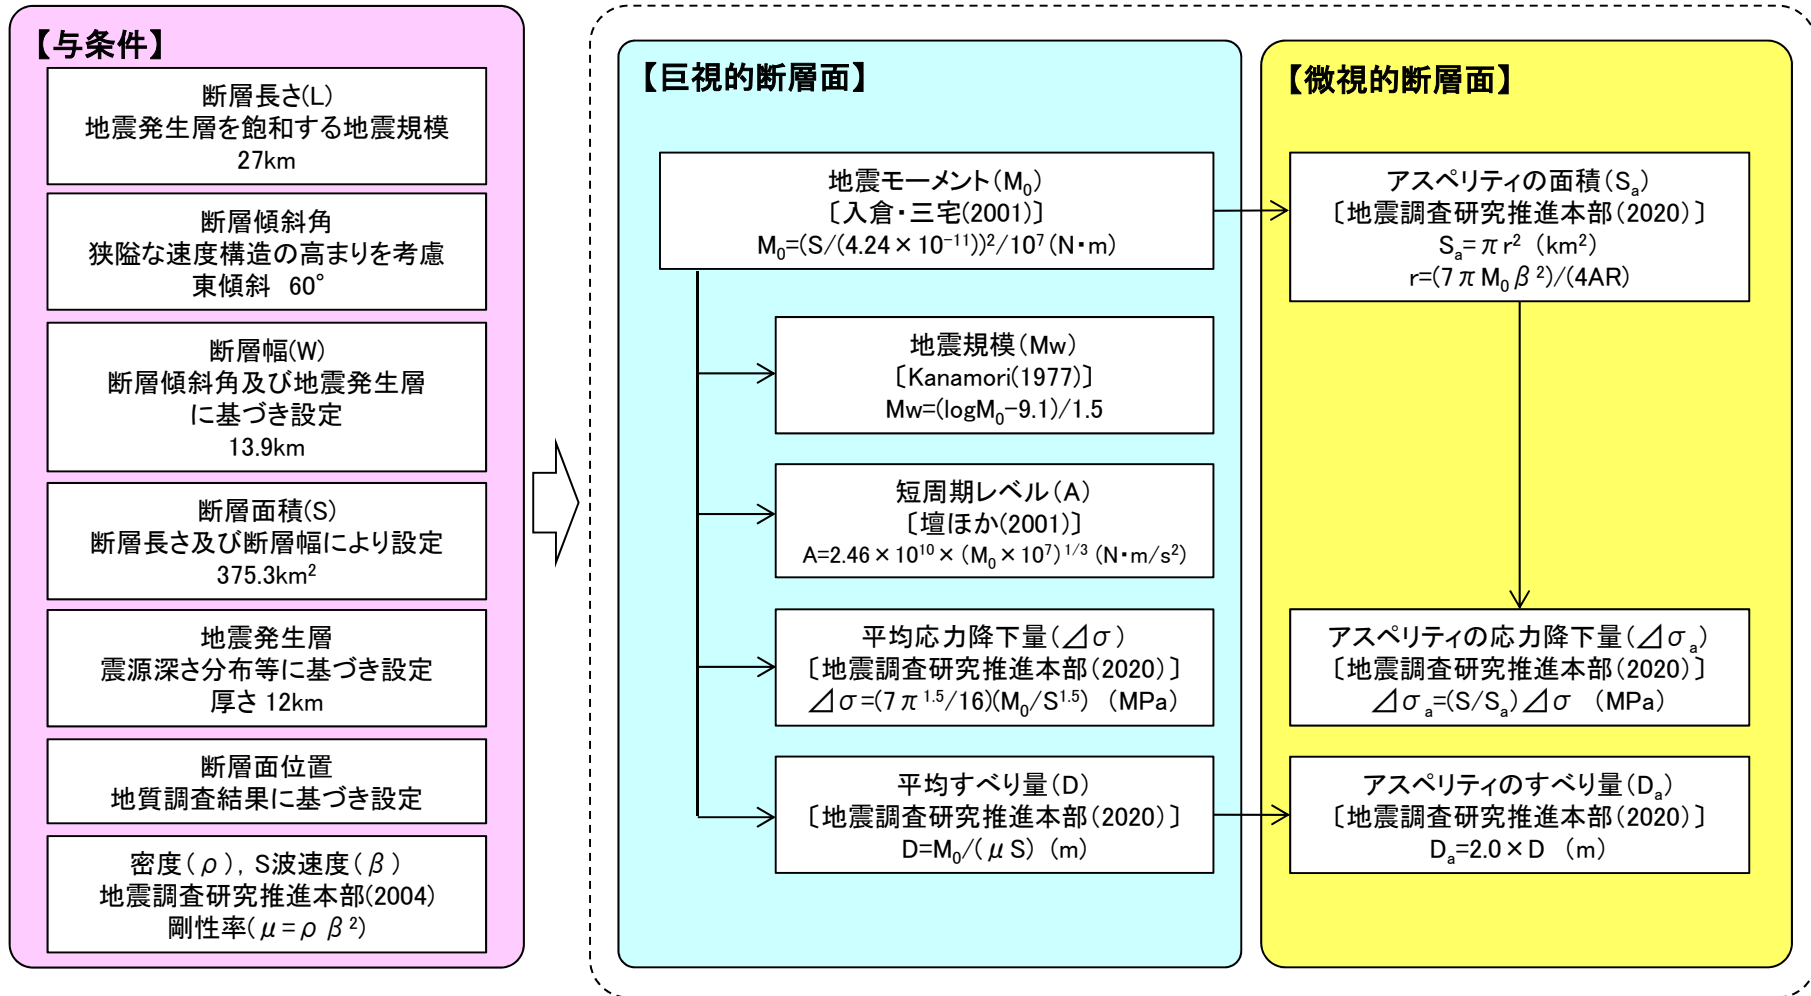 【与条件】
断層長さ(L)
地震発生層を飽和する地震規模
27km
断層傾斜角
狭隘な速度構造の高まりを考慮
東傾斜 60°
断層幅(W)
断層傾斜角及び地震発生層
に基づき設定
13.9km
断層面積(S)
断層長さ及び断層幅により設定
375.3km²
地震発生層
震源深さ分布等に基づき設定
厚さ 12km
断層面位置
地質調査結果に基づき設定
密度(ρ), S波速度(β)
地震調査研究推進本部(2004)
剛性率(μ=ρβ²)
【巨視的断層面】
地震モーメント(M₀)
〔入倉・三宅(2001)〕
M₀=(S/(4.24×10⁻¹¹))²/10⁷(N・m)
地震規模(Mw)
〔Kanamori(1977)〕
Mw=(logM₀−9.1)/1.5
短周期レベル(A)
〔壇ほか(2001)〕
A=2.46×10¹⁰×(M₀×10⁷)¹/³(N・m/s²)
平均応力降下量(⊿σ)
〔地震調査研究推進本部(2020)〕
⊿σ=(7π¹·⁵/16)(M₀/S¹·⁵) (MPa)
平均すべり量(D)
〔地震調査研究推進本部(2020)〕
D=M₀/(μS) (m)
【微視的断層面】
アスペリティの面積(Sₐ)
〔地震調査研究推進本部(2020)〕
Sₐ=πr² (km²)
r=(7πM₀β²)/(4AR)
アスペリティの応力降下量(⊿σₐ)
〔地震調査研究推進本部(2020)〕
⊿σₐ=(S/Sₐ)⊿σ (MPa)
アスペリティのすべり量(Dₐ)
〔地震調査研究推進本部(2020)〕
Dₐ=2.0×D (m)